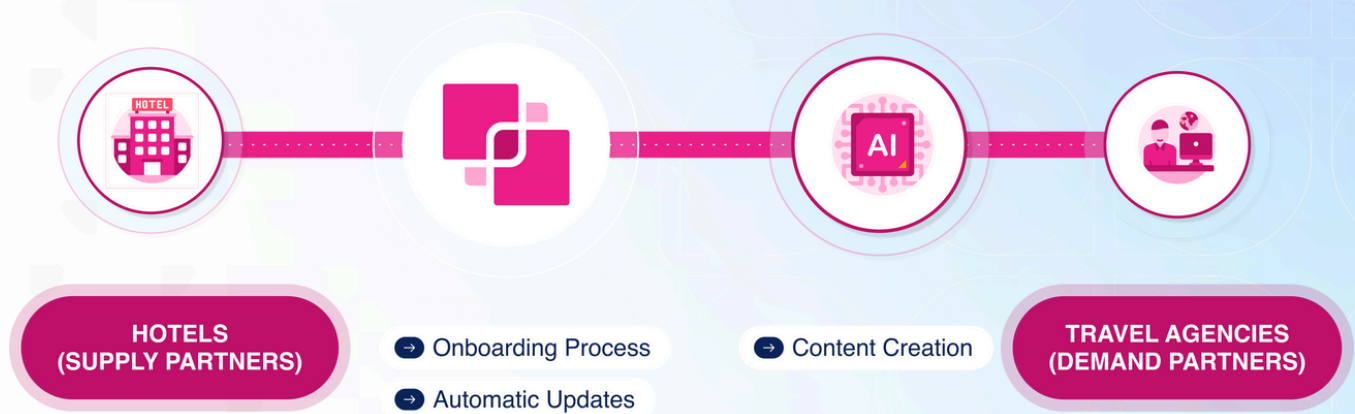 HOTEL
AI
HOTELS
(SUPPLY PARTNERS)
Onboarding Process
Automatic Updates
Content Creation
TRAVEL AGENCIES
(DEMAND PARTNERS)